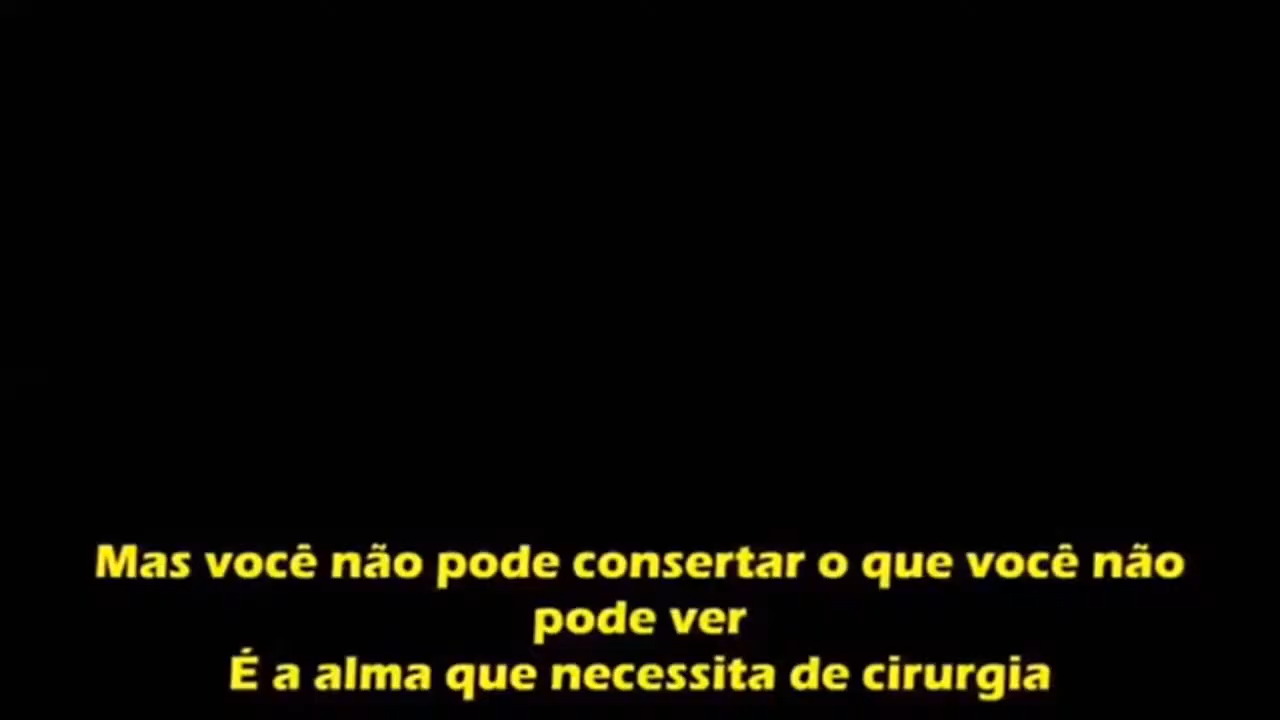 Mas você não pode consertar o que você não
pode ver
É a alma que necessita de cirurgia